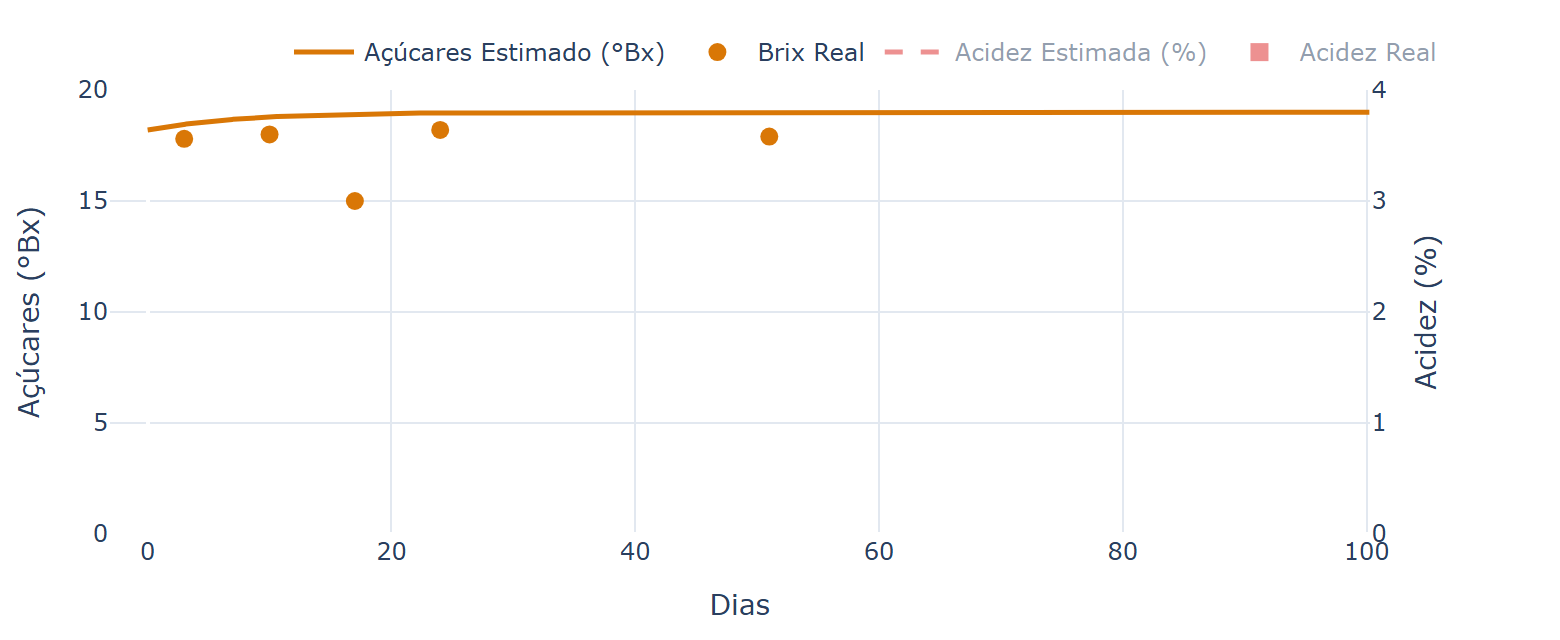 Açúcares Estimado (°Bx) Brix Real Acidez Estimada (%) Acidez Real
20
15
10
5
0
Açúcares (°Bx)
4
3
2
1
0
Acidez (%)
0 20 40 60 80 100
Dias